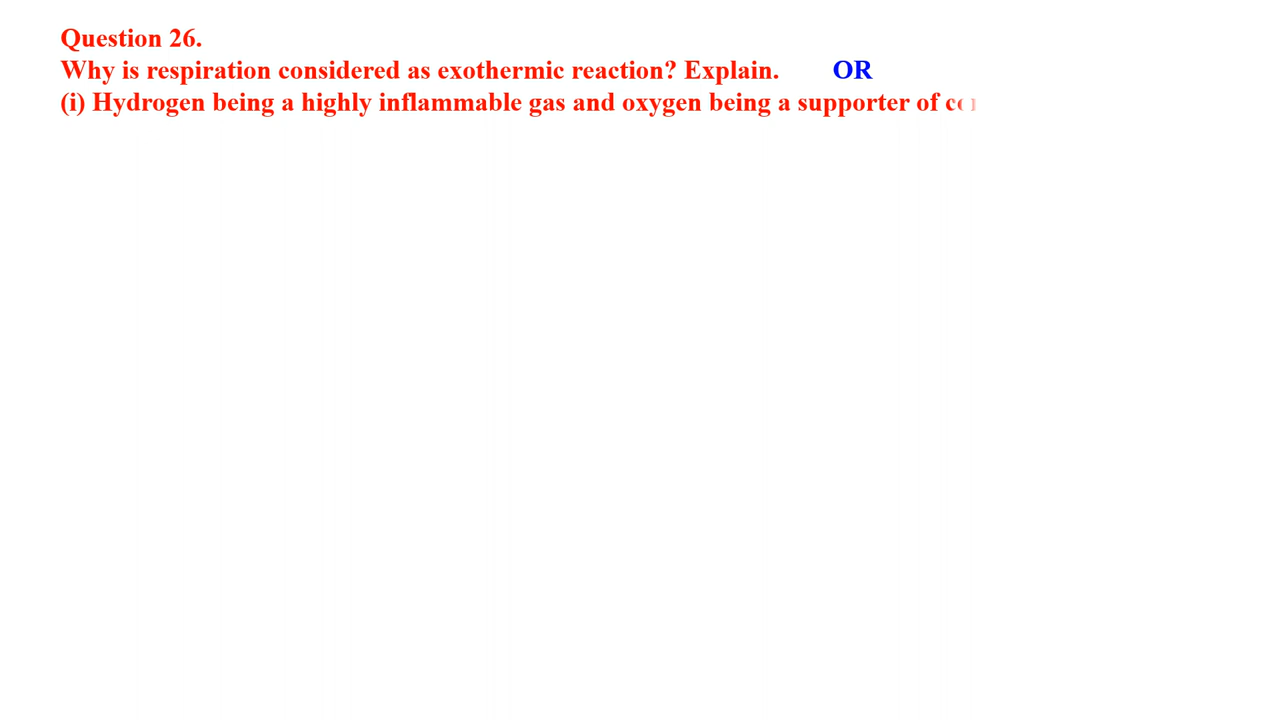 Question 26.
Why is respiration considered as exothermic reaction? Explain. OR
(i) Hydrogen being a highly inflammable gas and oxygen being a supporter of